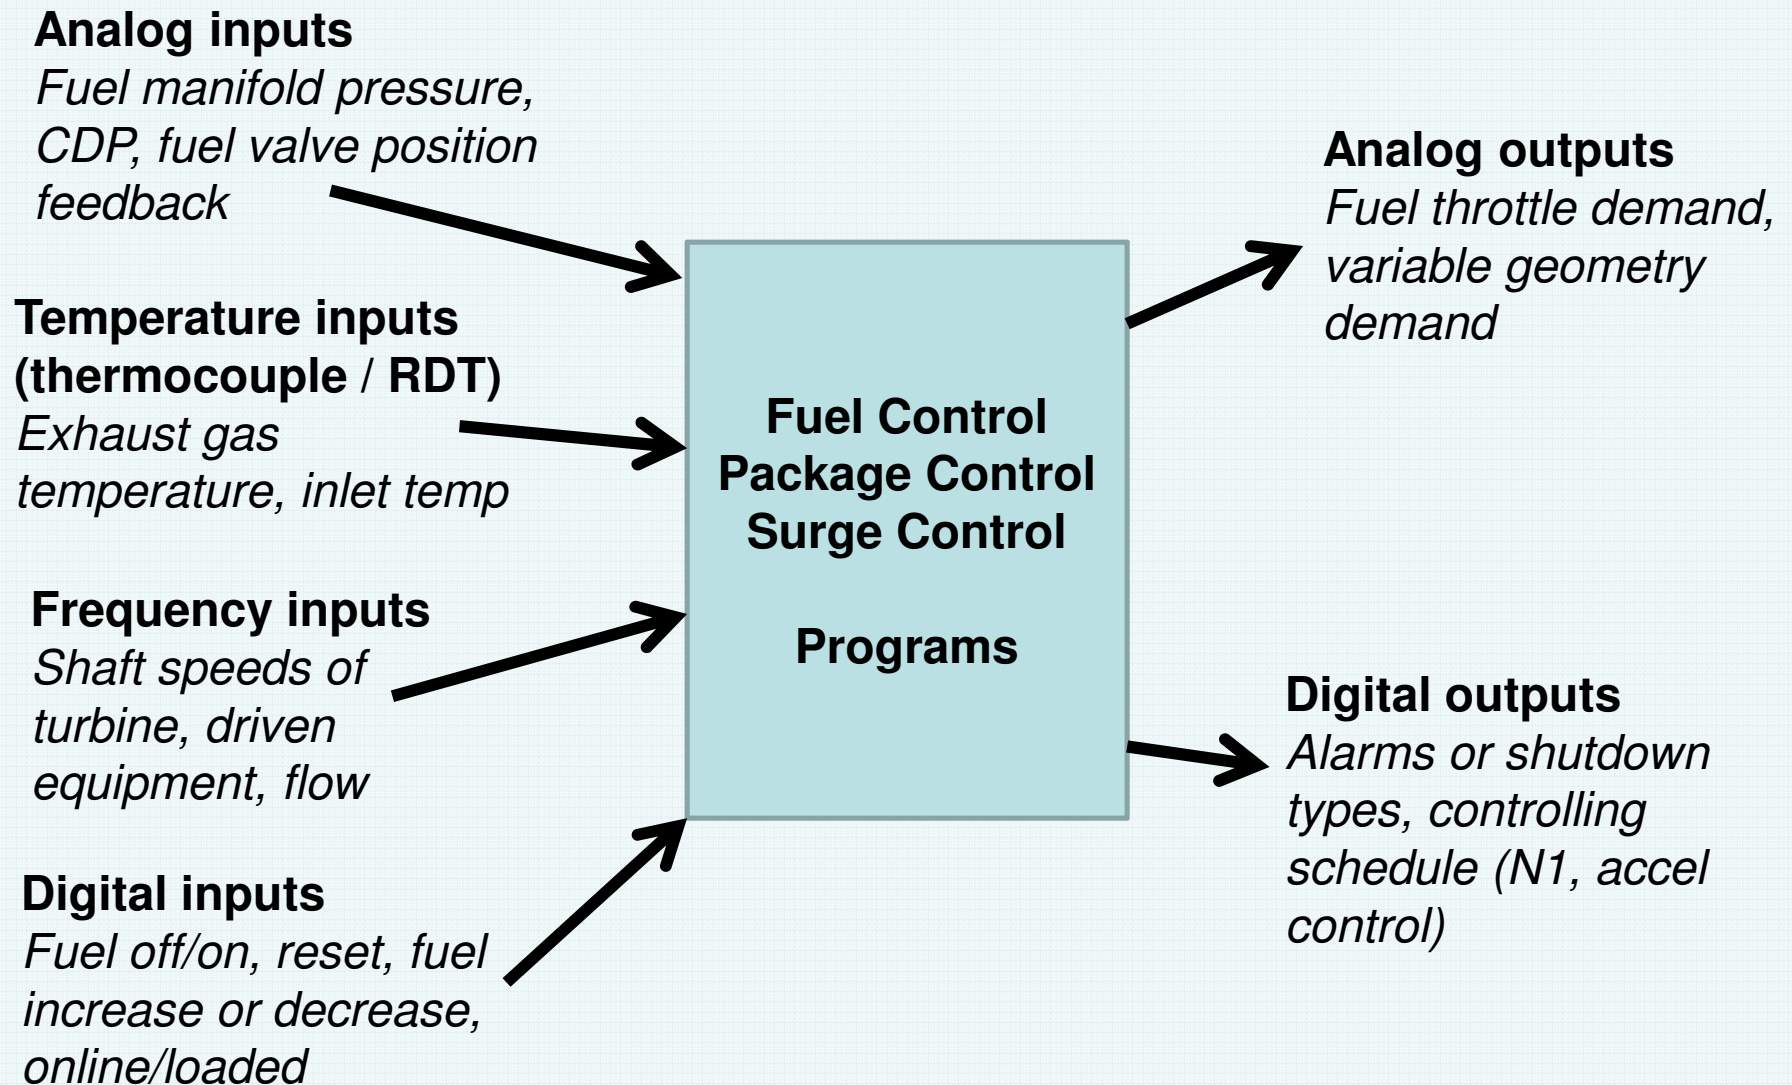 Analog inputs
Fuel manifold pressure,
CDP, fuel valve position
feedback
Temperature inputs
(thermocouple / RDT)
Exhaust gas
temperature, inlet temp
Frequency inputs
Shaft speeds of
turbine, driven
equipment, flow
Digital inputs
Fuel off/on, reset, fuel
increase or decrease,
online/loaded
Fuel Control
Package Control
Surge Control
Programs
Analog outputs
Fuel throttle demand,
variable geometry
demand
Digital outputs
Alarms or shutdown
types, controlling
schedule (N1, accel
control)